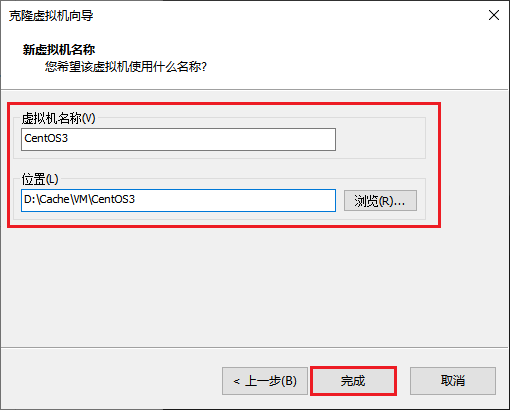 克隆虚拟机向导
新虚拟机名称
您希望该虚拟机使用什么名称?
虚拟机名称(V)
CentOS3
位置(L)
D:\Cache\VM\CentOS3
浏览(R)...
< 上一步(B)
完成
取消